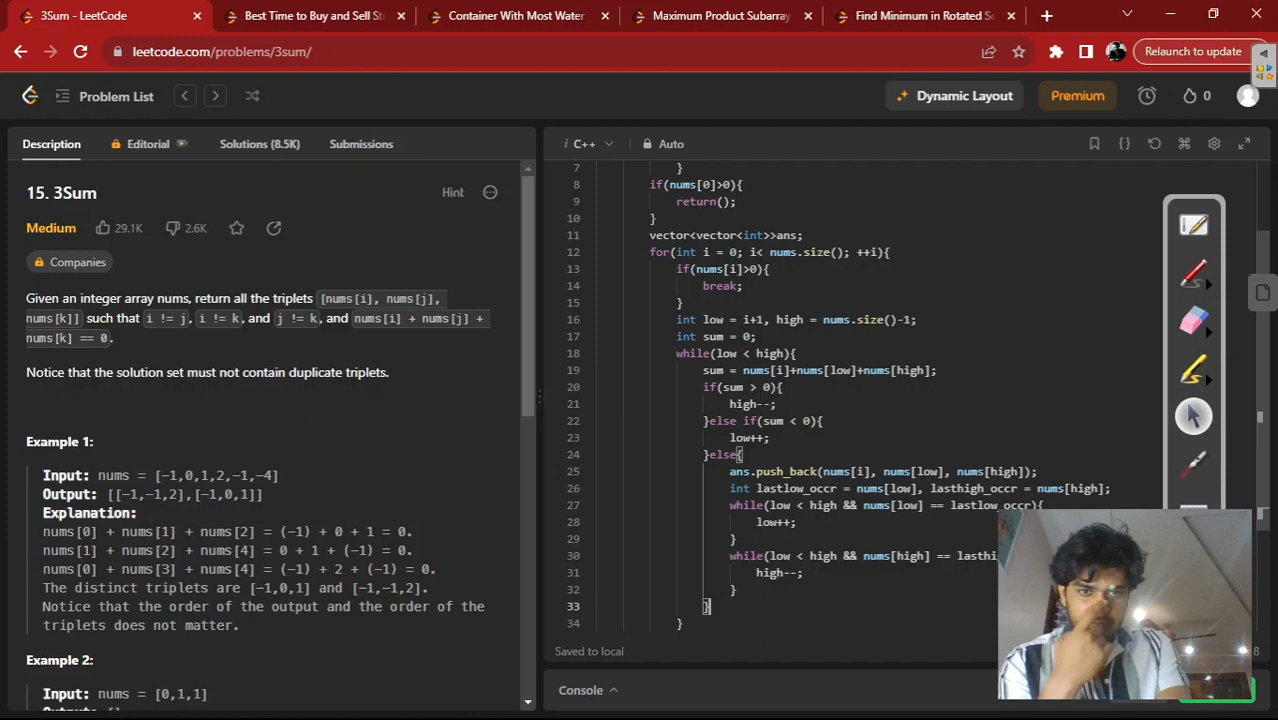 3Sum - LeetCode
Best Time to Buy and Sell St
Container With Most Water
Maximum Product Subarray
Find Minimum in Rotated So
leetcode.com/problems/3sum/
Relaunch to update
Problem List
Dynamic Layout
Premium
0
Description
Editorial
Solutions (8.5K)
Submissions
i C++
Auto
15. 3Sum
Hint
Medium
29.1K
2.6K
Companies
Given an integer array nums, return all the triplets [nums[i], nums[j],
nums[k]] such that i != j, i != k, and j != k, and nums[i] + nums[j] +
nums[k] == 0.
Notice that the solution set must not contain duplicate triplets.
Example 1:
Input: nums = [-1,0,1,2,-1,-4]
Output: [[-1,-1,2],[-1,0,1]]
Explanation:
nums[0] + nums[1] + nums[2] = (-1) + 0 + 1 = 0.
nums[1] + nums[2] + nums[4] = 0 + 1 + (-1) = 0.
nums[0] + nums[3] + nums[4] = (-1) + 2 + (-1) = 0.
The distinct triplets are [-1,0,1] and [-1,-1,2].
Notice that the order of the output and the order of the
triplets does not matter.
Example 2:
Input: nums = [0,1,1]
7 }
8 if(nums[0]>0){
9 return();
10 }
11 vector<vector<int>>ans;
12 for(int i = 0; i< nums.size(); ++i){
13 if(nums[i]>0){
14 break;
15 }
16 int low = i+1, high = nums.size()-1;
17 int sum = 0;
18 while(low < high){
19 sum = nums[i]+nums[low]+nums[high];
20 if(sum > 0){
21 high--;
22 }else if(sum < 0){
23 low++;
24 }else{
25 ans.push_back(nums[i], nums[low], nums[high]);
26 int lastlow_occr = nums[low], lasthigh_occr = nums[high];
27 while(low < high && nums[low] == lastlow_occr){
28 low++;
29 }
30 while(low < high && nums[high] == lasthi
31 high--;
32 }
33 }
34 }
Saved to local
8
Console